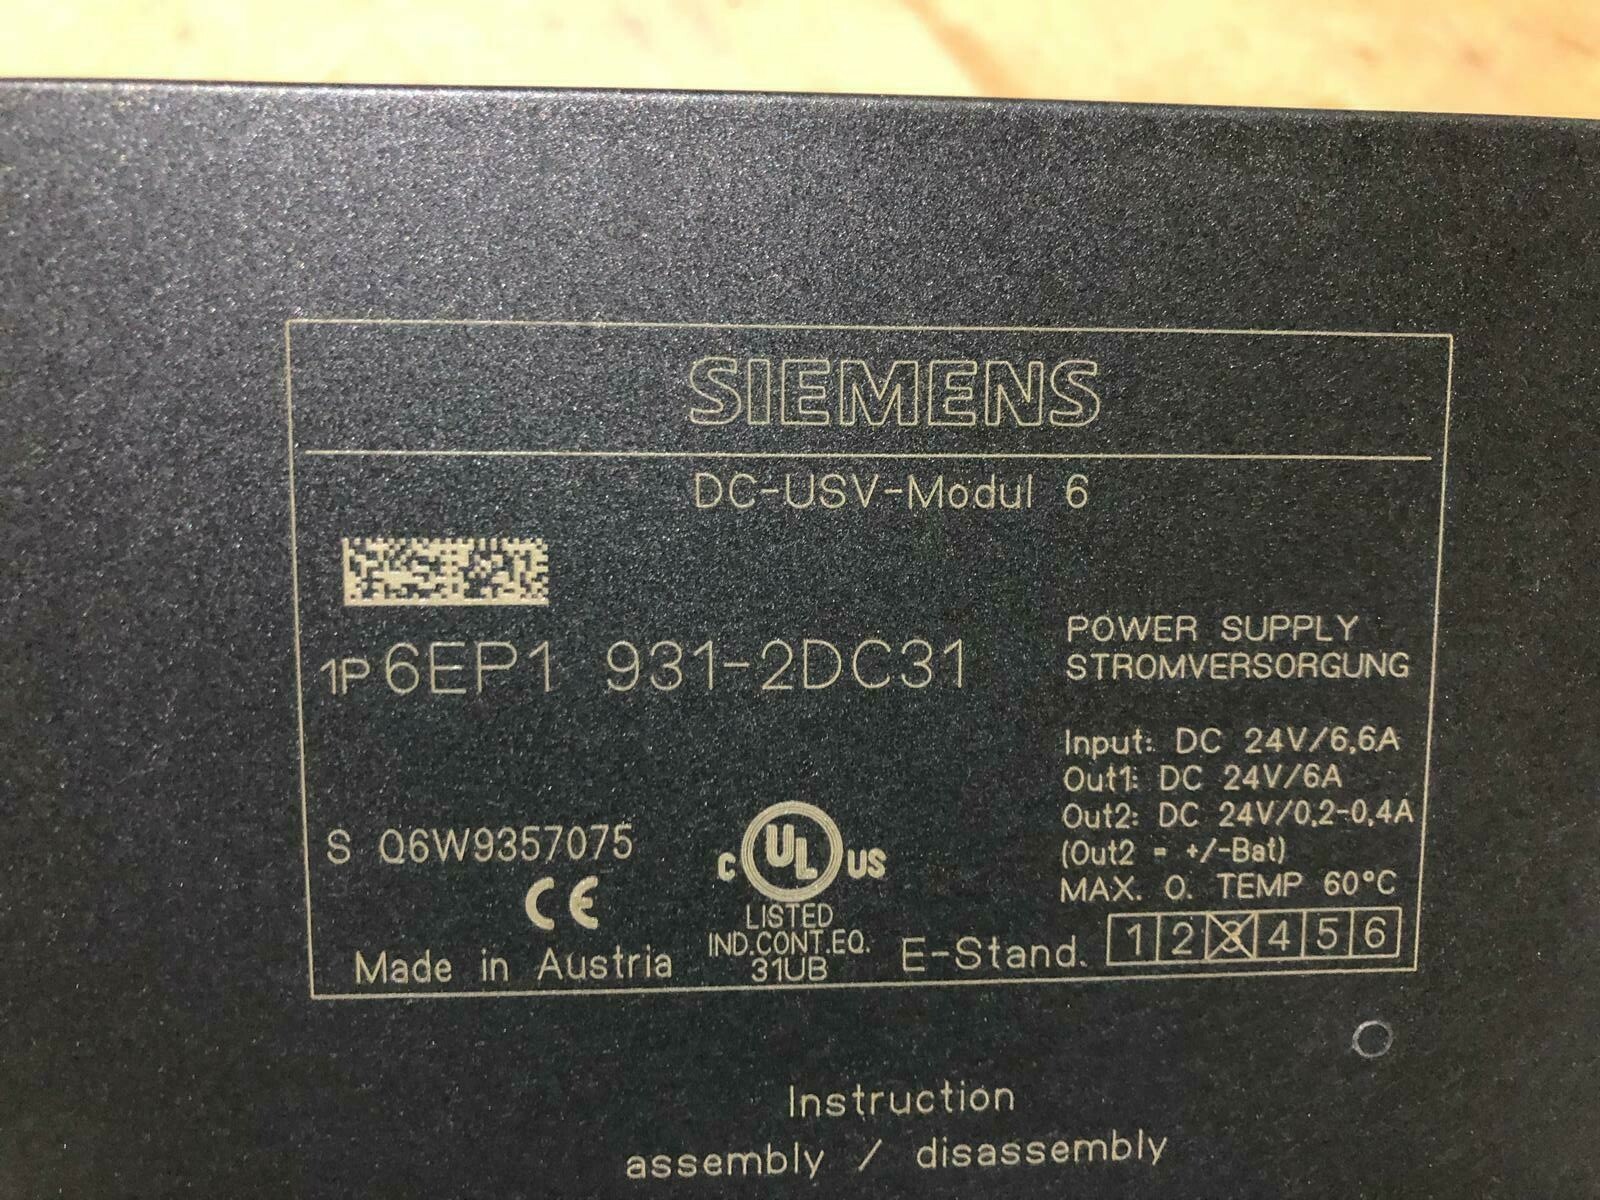 SIEMENS
DC-USV-Modul 6
1P 6EP1 931-2DC31
POWER SUPPLY
STROMVERSORGUNG
Input: DC 24V/6,6A
Out1: DC 24V/6A
Out2: DC 24V/0,2-0,4A
(Out2 = +/-Bat)
MAX. O. TEMP 60°C
S Q6W9357075
CE
Made in Austria
C UL US
LISTED
IND.CONT.EQ.
31UB
E-Stand. 1 2 3 4 5 6
Instruction
assembly / disassembly